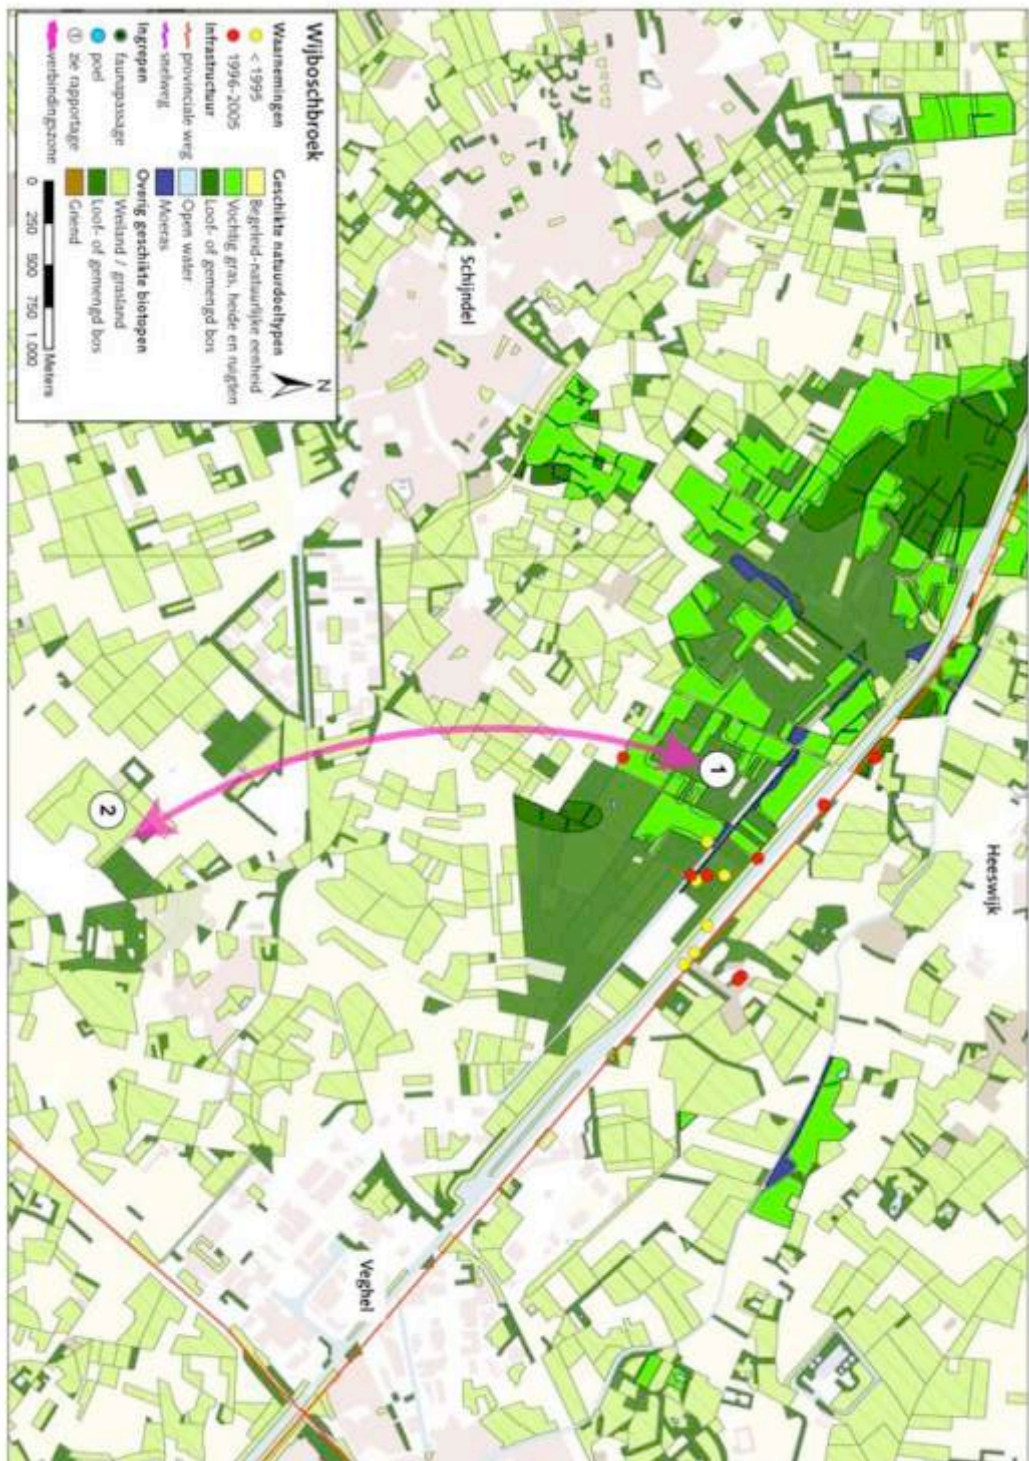 Wijboschbroek
Waarnemingen
< 1995
1996-2005
Infrastructuur
provinciale weg
snelweg
Ingrepen
faunapassage
poel
① zie rapportage
verbindingszone
Geschikte natuurdoeltypen
Begeleid-natuurlijke eenheid
Vochtig gras, heide en ruigten
Loof- of gemengd bos
Open water
Moeras
Overig geschikte biotopen
Weiland / grasland
Loof- of gemengd bos
Griend
N
0 250 500 750 1.000
Meters
Schijndel
Heeswijk
Veghel
1
2